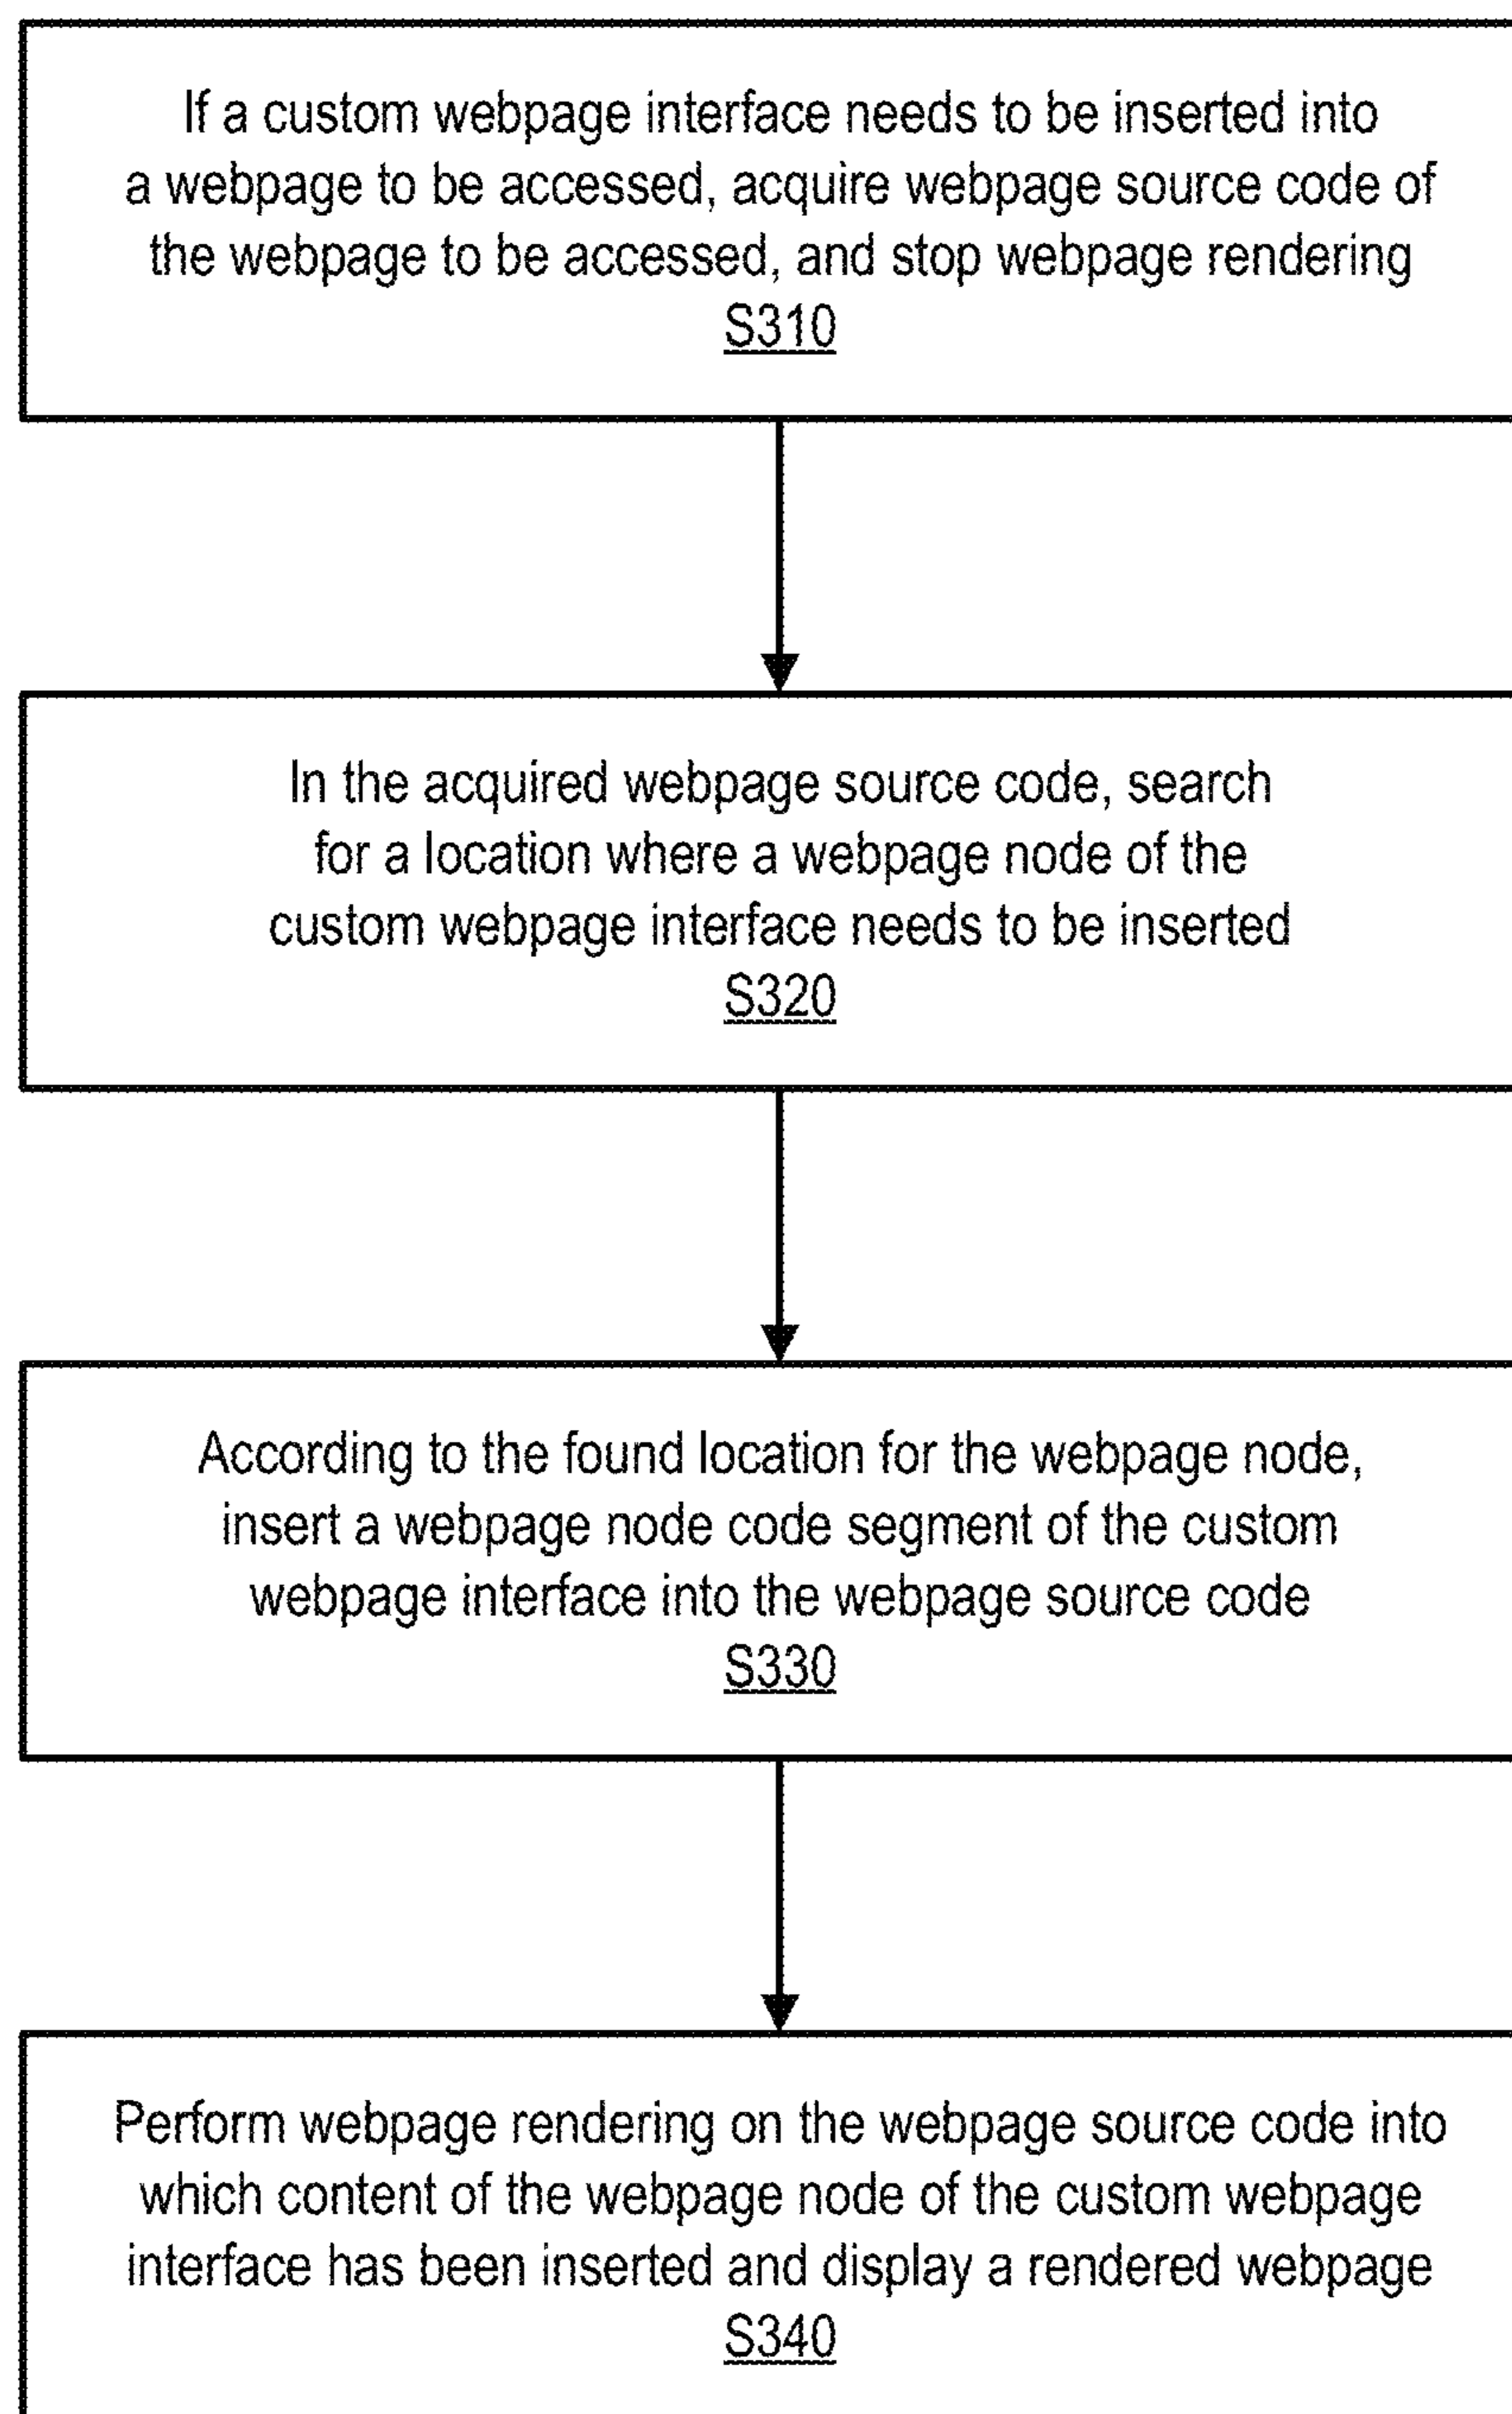 If a custom webpage interface needs to be inserted into
a webpage to be accessed, acquire webpage source code of
the webpage to be accessed, and stop webpage rendering
S310
In the acquired webpage source code, search
for a location where a webpage node of the
custom webpage interface needs to be inserted
S320
According to the found location for the webpage node,
insert a webpage node code segment of the custom
webpage interface into the webpage source code
S330
Perform webpage rendering on the webpage source code into
which content of the webpage node of the custom webpage
interface has been inserted and display a rendered webpage
S340